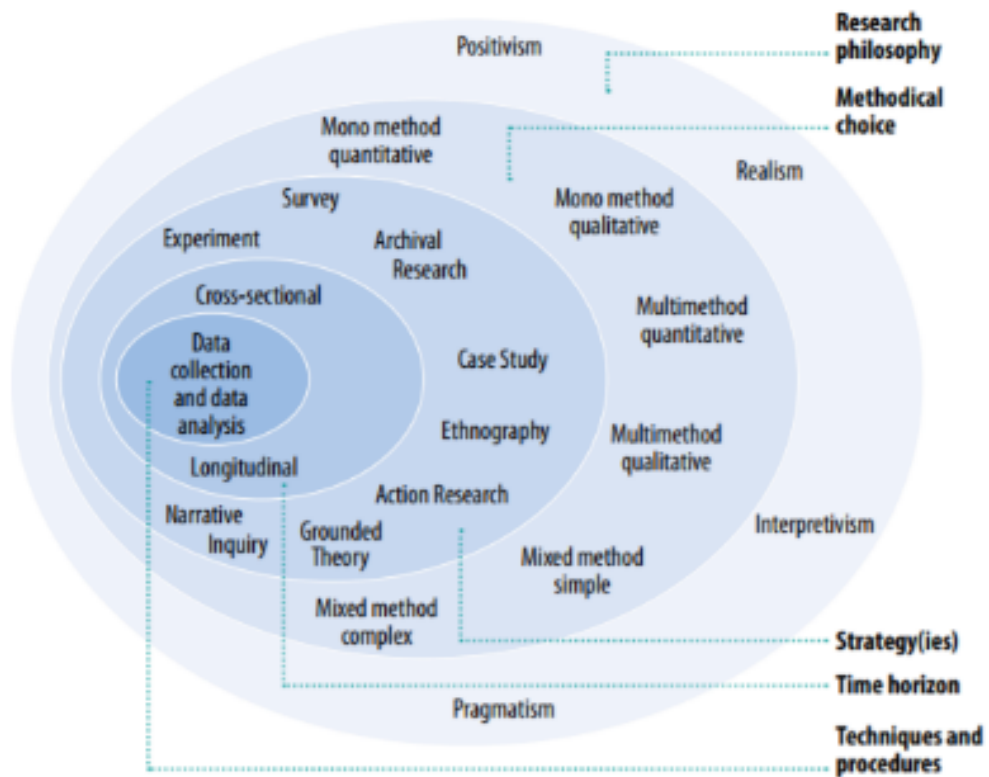 Positivism
Research
philosophy
Methodical
choice
Mono method
quantitative
Realism
Survey
Mono method
qualitative
Experiment
Archival
Research
Cross-sectional
Multimethod
quantitative
Data
collection
and data
analysis
Case Study
Ethnography
Multimethod
qualitative
Longitudinal
Action Research
Narrative
Inquiry
Grounded
Theory
Interpretivism
Mixed method
simple
Mixed method
complex
Strategy(ies)
Time horizon
Pragmatism
Techniques and
procedures